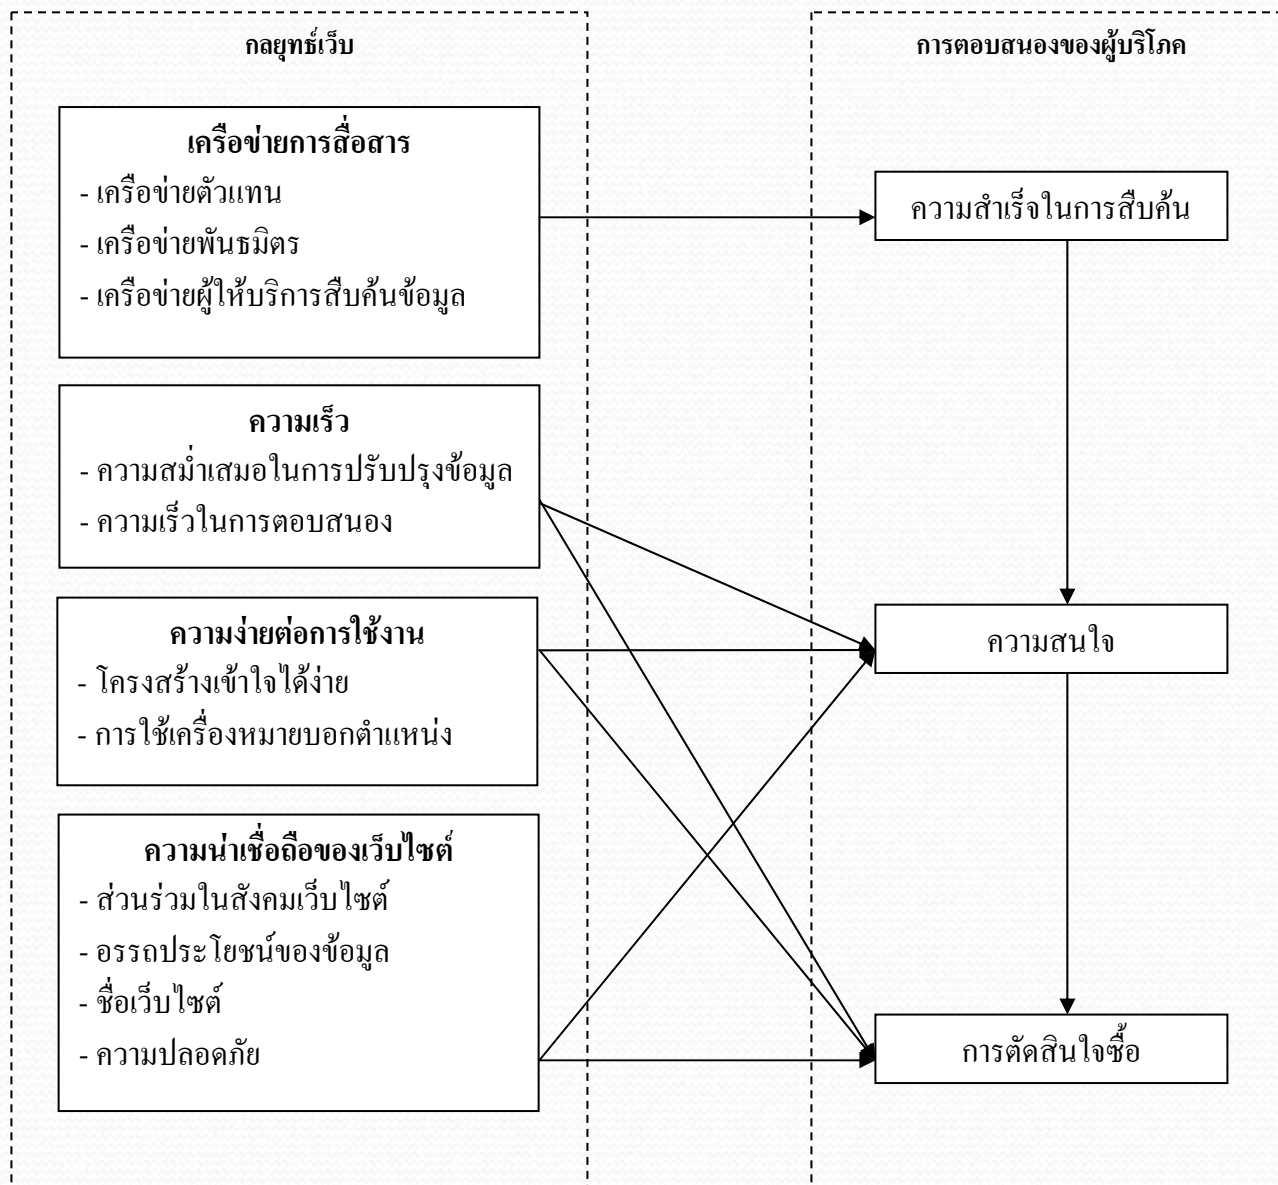 กลยุทธ์เว็บ
เครือข่ายการสื่อสาร
- เครือข่ายตัวแทน
- เครือข่ายพันธมิตร
- เครือข่ายผู้ให้บริการสืบค้นข้อมูล
ความเร็ว
- ความสม่ำเสมอในการปรับปรุงข้อมูล
- ความเร็วในการตอบสนอง
ความง่ายต่อการใช้งาน
- โครงสร้างเข้าใจได้ง่าย
- การใช้เครื่องหมายบอกตำแหน่ง
ความน่าเชื่อถือของเว็บไซต์
- ส่วนร่วมในสังคมเว็บไซต์
- อรรถประโยชน์ของข้อมูล
- ชื่อเว็บไซต์
- ความปลอดภัย
การตอบสนองของผู้บริโภค
ความสำเร็จในการสืบค้น
ความสนใจ
การตัดสินใจซื้อ